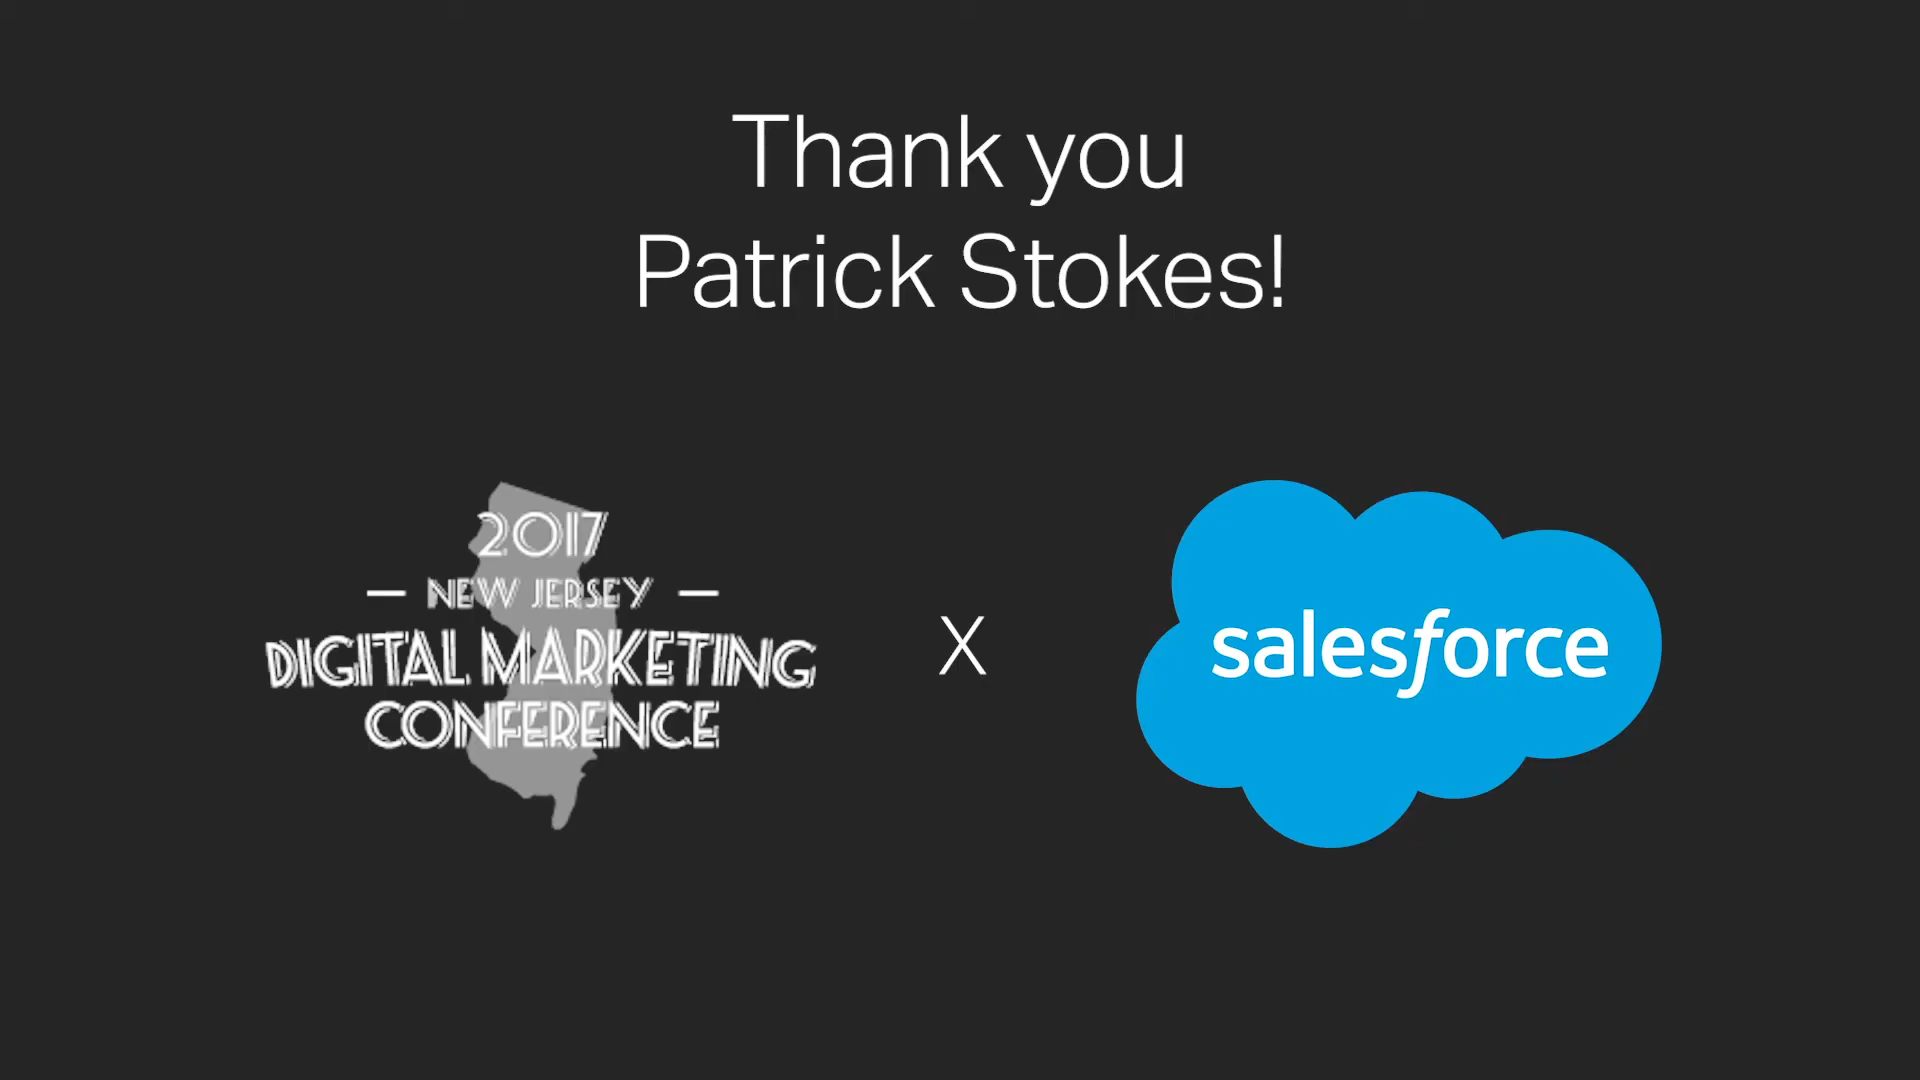 Thank you
Patrick Stokes!
2017
— NEW JERSEY —
DIGITAL MARKETING
CONFERENCE
X
salesforce